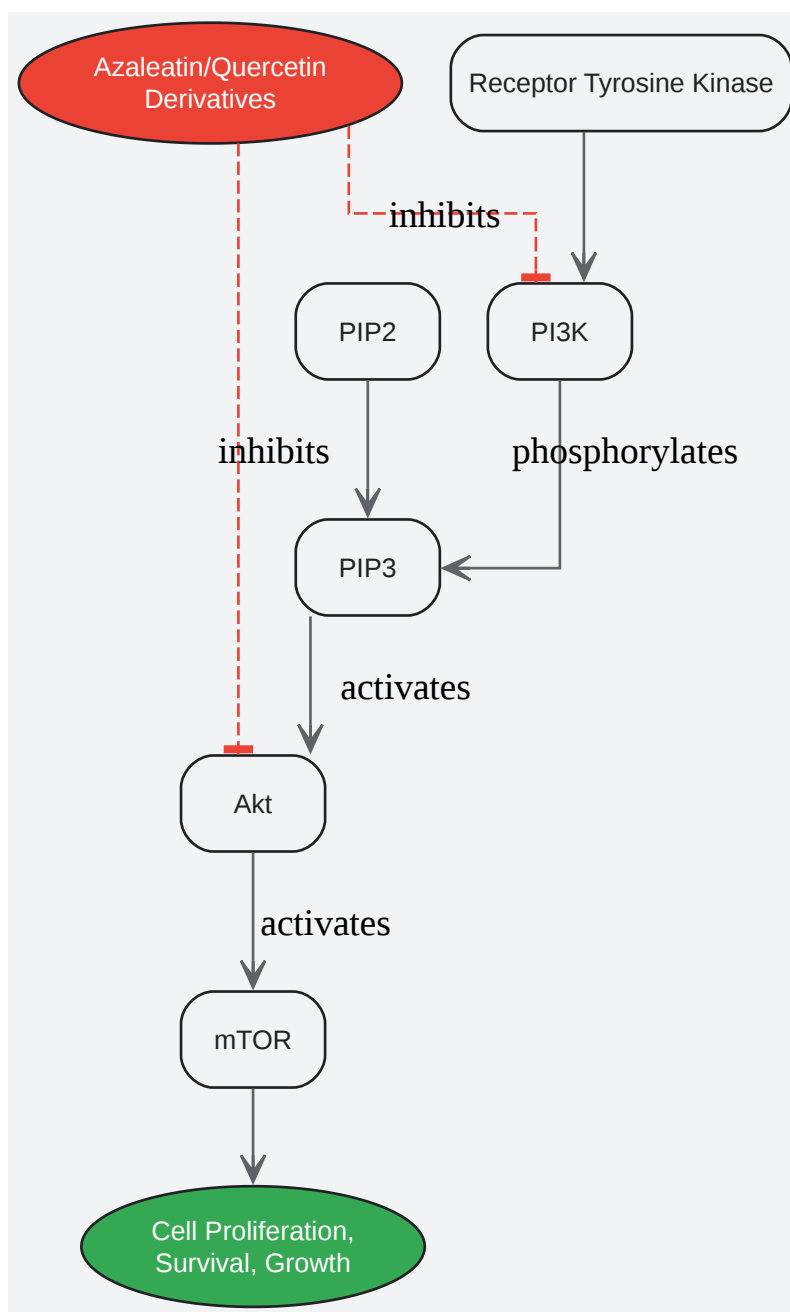 Azaleatin/Quercetin
Derivatives
Receptor Tyrosine Kinase
inhibits
PIP2
PI3K
inhibits
phosphorylates
PIP3
activates
Akt
activates
mTOR
Cell Proliferation,
Survival, Growth